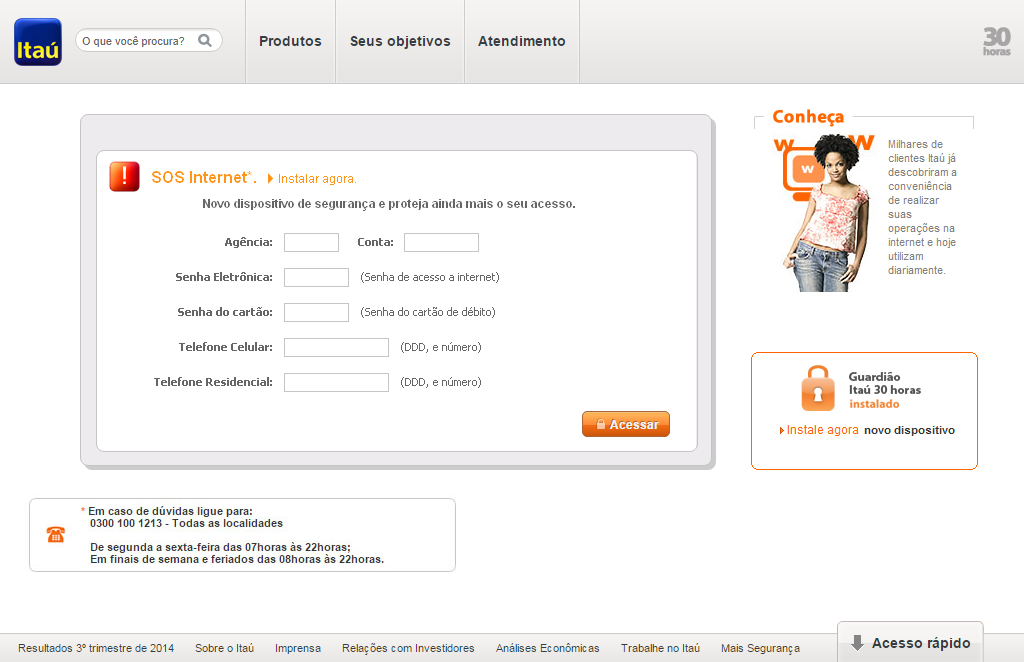 Itaú
O que você procura?
Produtos
Seus objetivos
Atendimento
30
horas
!
SOS Internet*. Instalar agora.
Novo dispositivo de segurança e proteja ainda mais o seu acesso.
Agência:
Conta:
Senha Eletrônica:
(Senha de acesso a internet)
Senha do cartão:
(Senha do cartão de débito)
Telefone Celular:
(DDD, e número)
Telefone Residencial:
(DDD, e número)
Acessar
Conheça
w w w
Milhares de
clientes Itaú já
descobriram a
conveniência
de realizar
suas
operações na
internet e hoje
utilizam
diariamente.
Guardião
Itaú 30 horas
instalado
Instale agora novo dispositivo
* Em caso de dúvidas ligue para:
0300 100 1213 - Todas as localidades
De segunda a sexta-feira das 07horas às 22horas;
Em finais de semana e feriados das 08horas às 22horas.
Resultados 3º trimestre de 2014
Sobre o Itaú
Imprensa
Relações com Investidores
Análises Econômicas
Trabalhe no Itaú
Mais Segurança
Acesso rápido